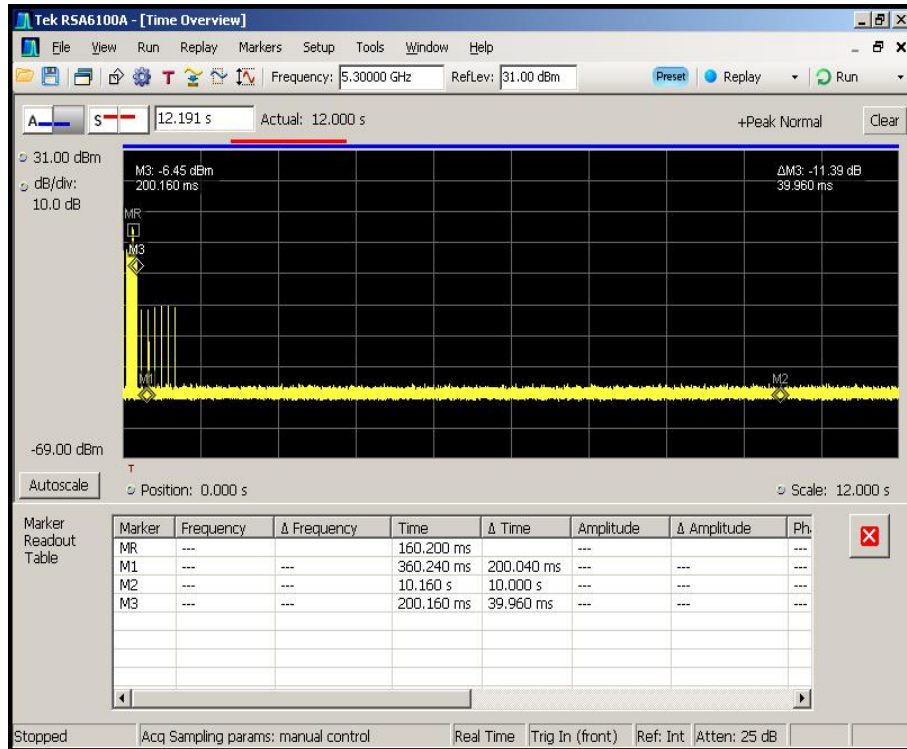 Tek RSA6100A - [Time Overview]
File View Run Replay Markers Setup Tools Window Help
T Frequency: 5.30000 GHz RefLev: 31.00 dBm Preset Replay Run
A S 12.191 s Actual: 12.000 s +Peak Normal Clear
31.00 dBm
dB/div:
10.0 dB
M3: -6.45 dBm
200.160 ms
ΔM3: -11.39 dB
39.960 ms
MR
M3
M1
M2
-69.00 dBm
T
Autoscale Position: 0.000 s Scale: 12.000 s
Marker
Readout
Table
Marker Frequency Δ Frequency Time Δ Time Amplitude Δ Amplitude Ph
MR --- 160.200 ms --- ---
M1 --- --- 360.240 ms 200.040 ms --- --- ---
M2 --- --- 10.160 s 10.000 s --- --- ---
M3 --- --- 200.160 ms 39.960 ms --- --- ---
Stopped Acq Sampling params: manual control Real Time Trig In (front) Ref: Int Atten: 25 dB